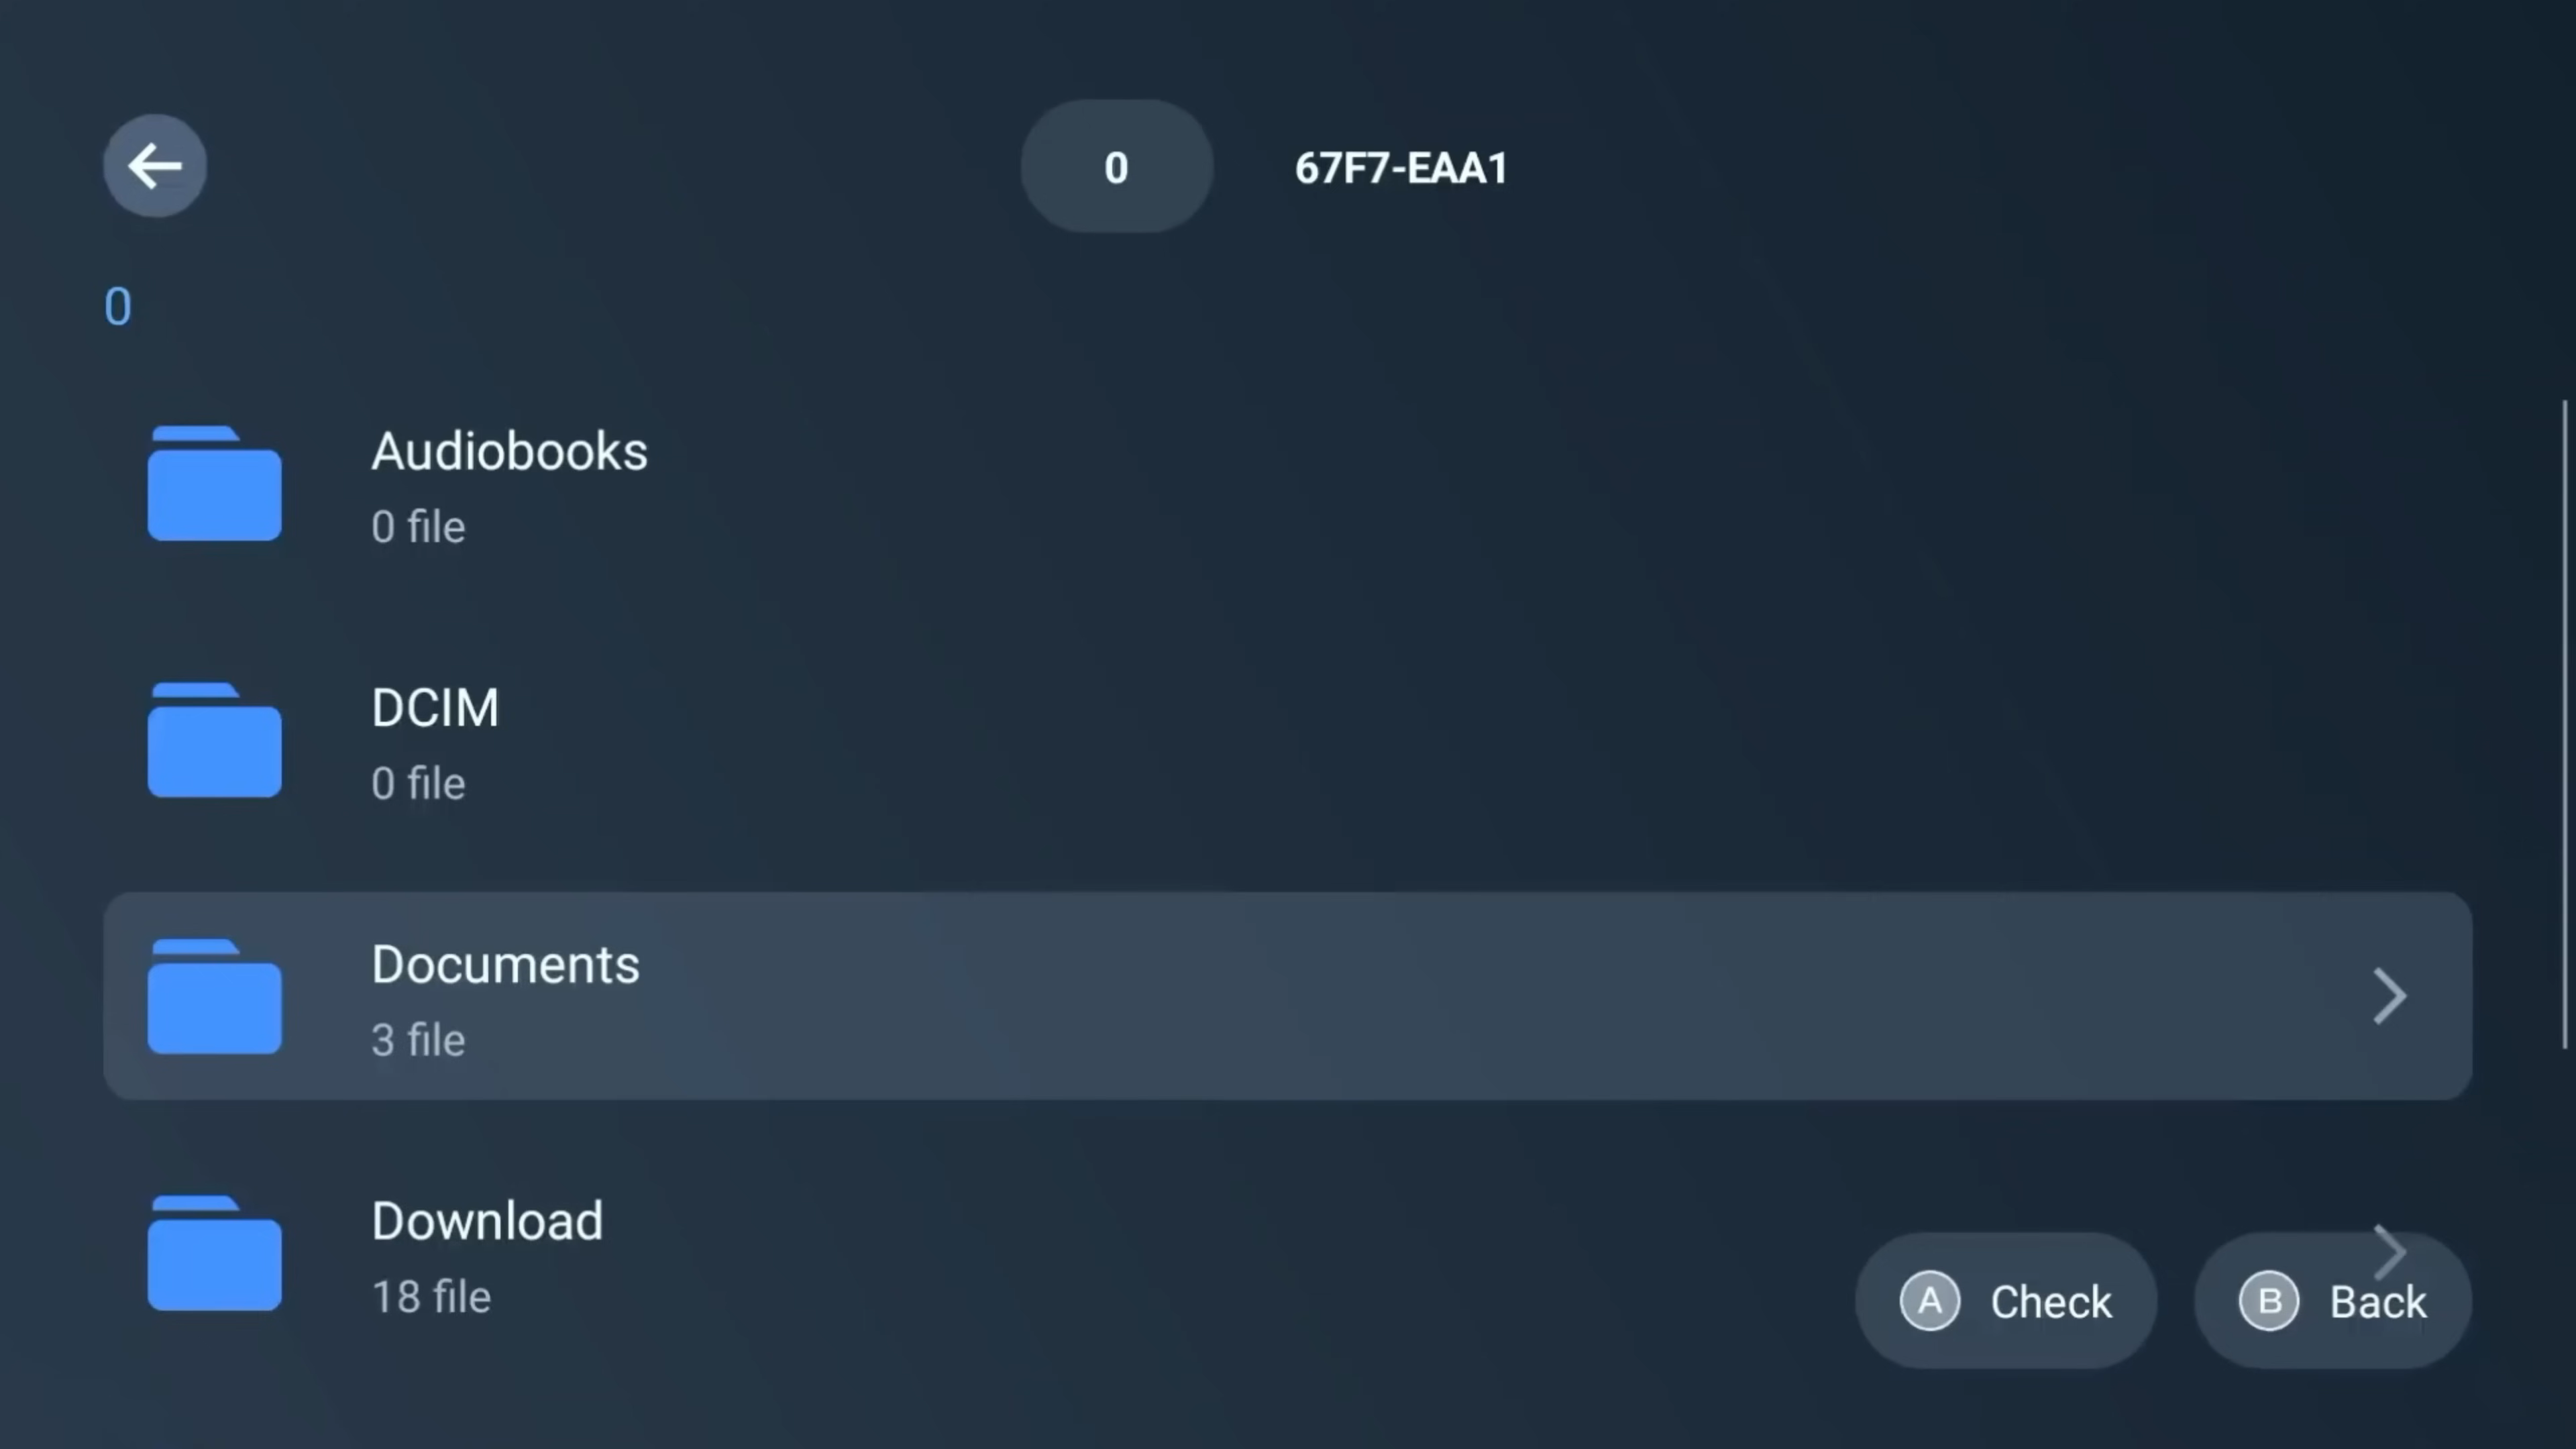 0 67F7-EAA1
0
Audiobooks
0 file
DCIM
0 file
Documents
3 file
Download
18 file
A Check B Back